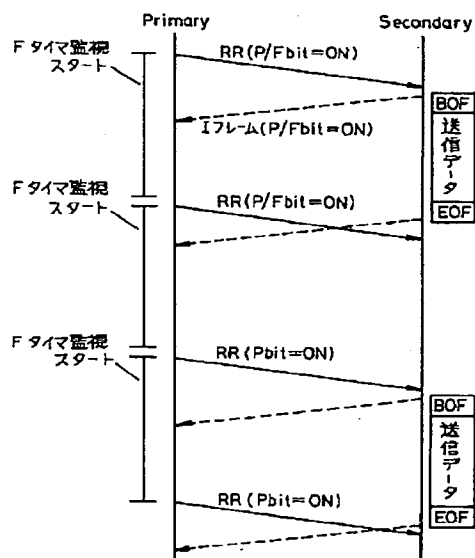 Primary
Secondary
Fタイマ監視
スタート
RR(P/Fbit=ON)
BOF
Iフレーム(P/Fbit=ON)
送信データ
Fタイマ監視
スタート
RR(P/Fbit=ON)
EOF
Fタイマ監視
スタート
RR(Pbit=ON)
BOF
送信データ
RR(Pbit=ON)
EOF